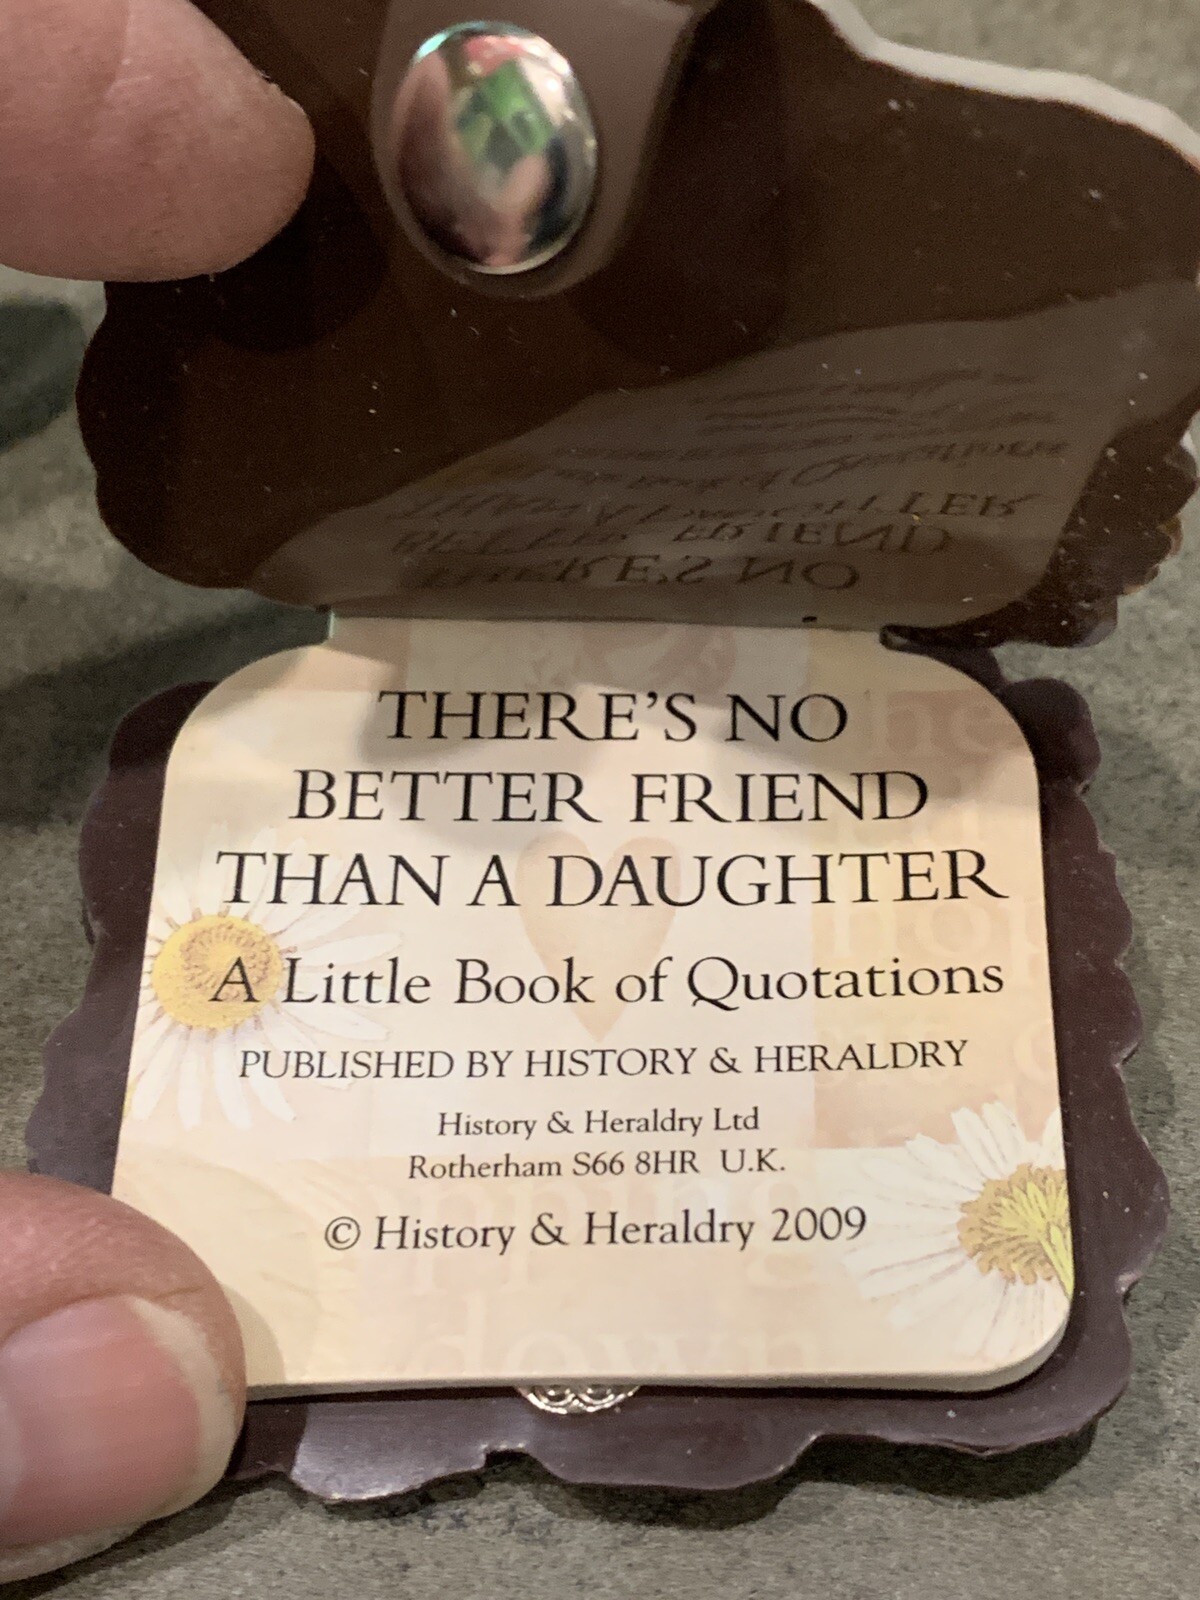 THERE'S NO
BETTER FRIEND
THAN A DAUGHTER
A Little Book of Quotations
PUBLISHED BY HISTORY & HERALDRY
History & Heraldry Ltd
Rotherham S66 8HR U.K.
© History & Heraldry 2009
down